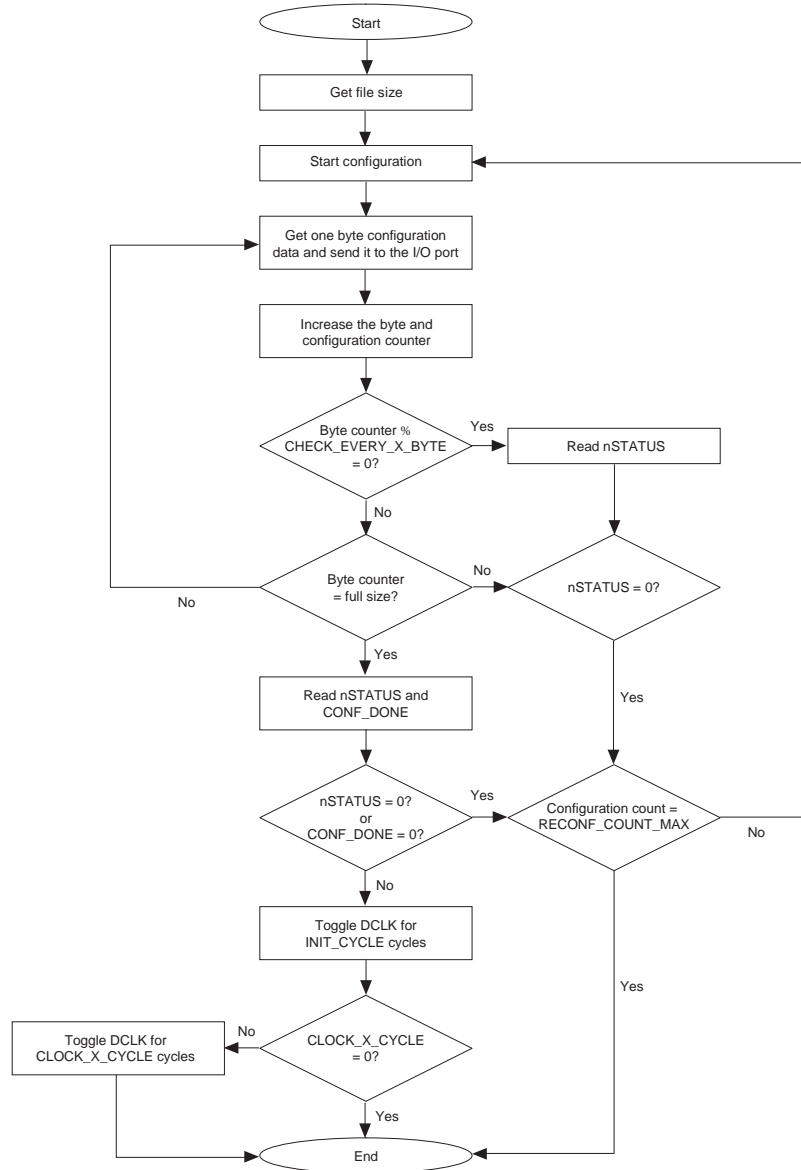 Start
Get file size
Start configuration
Get one byte configuration
data and send it to the I/O port
Increase the byte and
configuration counter
Byte counter %
CHECK_EVERY_X_BYTE
= 0?
Yes
Read nSTATUS
No
Byte counter
= full size?
No
No
nSTATUS = 0?
Yes
Read nSTATUS and
CONF_DONE
Yes
nSTATUS = 0?
or
CONF_DONE = 0?
Yes
Configuration count =
RECONF_COUNT_MAX
No
No
Toggle DCLK for
INIT_CYCLE cycles
Yes
CLOCK_X_CYCLE
= 0?
No
Toggle DCLK for
CLOCK_X_CYCLE cycles
Yes
End